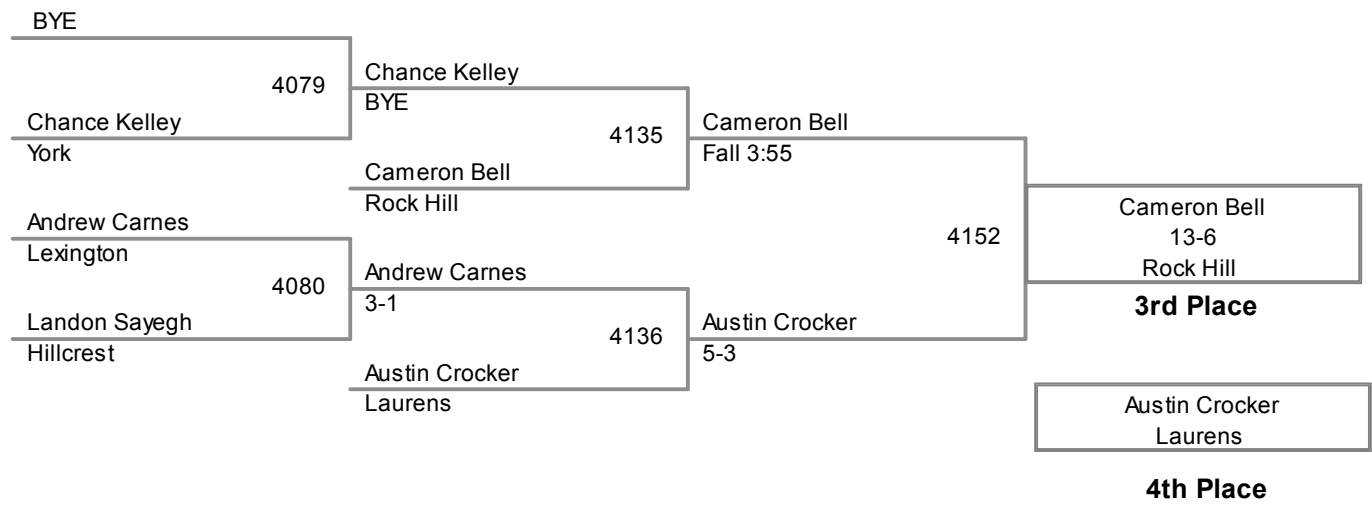 BYE
4079
Chance Kelley
York
Andrew Carnes
Lexington
4080
Landon Sayegh
Hillcrest
Chance Kelley
BYE
4135
Cameron Bell
Rock Hill
Andrew Carnes
3-1
4136
Austin Crocker
Laurens
Cameron Bell
Fall 3:55
4152
Austin Crocker
5-3
Cameron Bell
13-6
Rock Hill
3rd Place
Austin Crocker
Laurens
4th Place